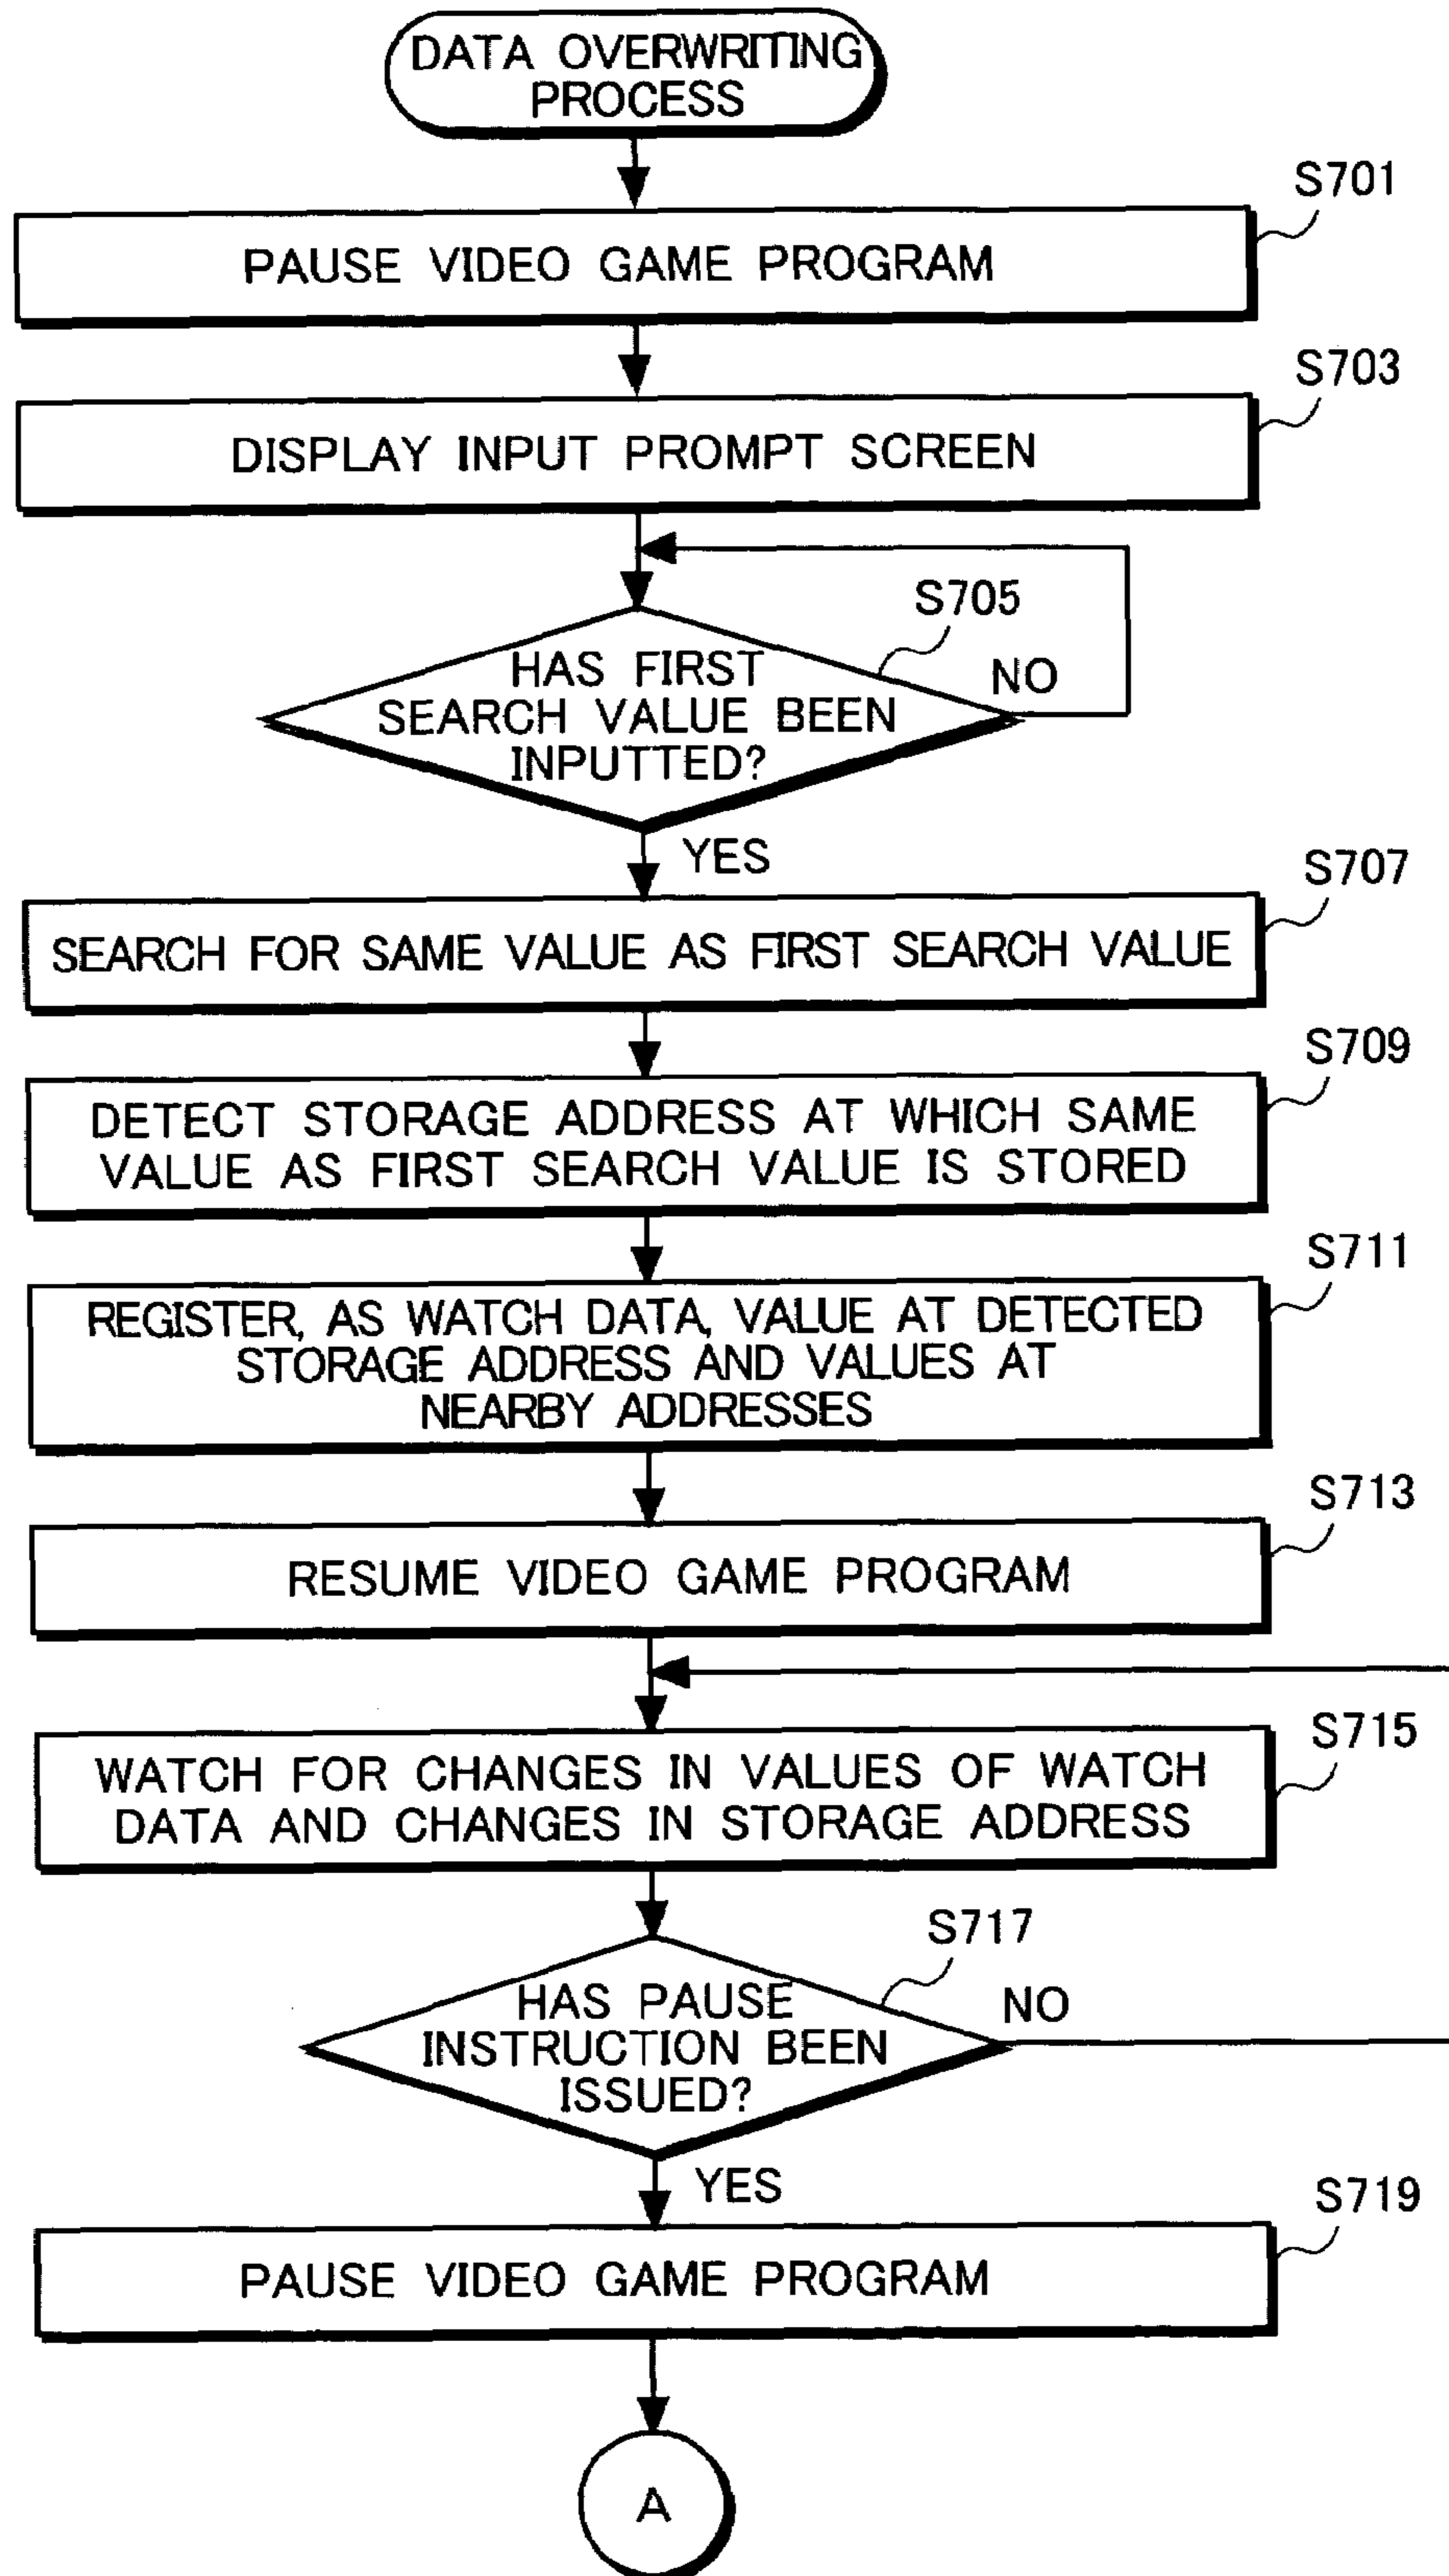 DATA OVERWRITING
PROCESS
S701
PAUSE VIDEO GAME PROGRAM
S703
DISPLAY INPUT PROMPT SCREEN
S705
HAS FIRST
SEARCH VALUE BEEN
INPUTTED?
NO
YES
S707
SEARCH FOR SAME VALUE AS FIRST SEARCH VALUE
S709
DETECT STORAGE ADDRESS AT WHICH SAME
VALUE AS FIRST SEARCH VALUE IS STORED
S711
REGISTER, AS WATCH DATA, VALUE AT DETECTED
STORAGE ADDRESS AND VALUES AT
NEARBY ADDRESSES
S713
RESUME VIDEO GAME PROGRAM
S715
WATCH FOR CHANGES IN VALUES OF WATCH
DATA AND CHANGES IN STORAGE ADDRESS
S717
HAS PAUSE
INSTRUCTION BEEN
ISSUED?
NO
YES
S719
PAUSE VIDEO GAME PROGRAM
A